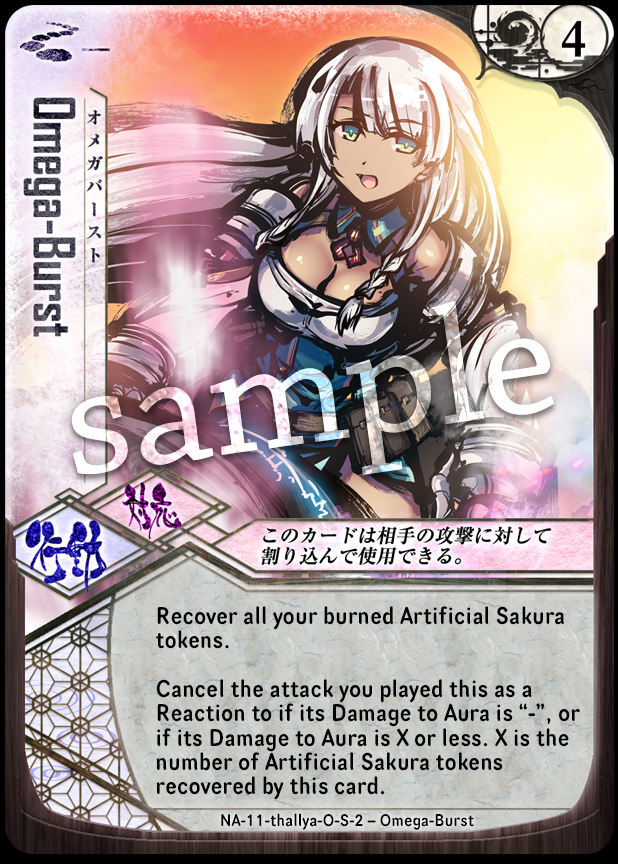 4
Omega-Burst
オメガバースト
sample
対応
行動
このカードは相手の攻撃に対して
割り込んで使用できる。
Recover all your burned Artificial Sakura
tokens.
Cancel the attack you played this as a
Reaction to if its Damage to Aura is “-”, or
if its Damage to Aura is X or less. X is the
number of Artificial Sakura tokens
recovered by this card.
NA-11-thallya-O-S-2 – Omega-Burst